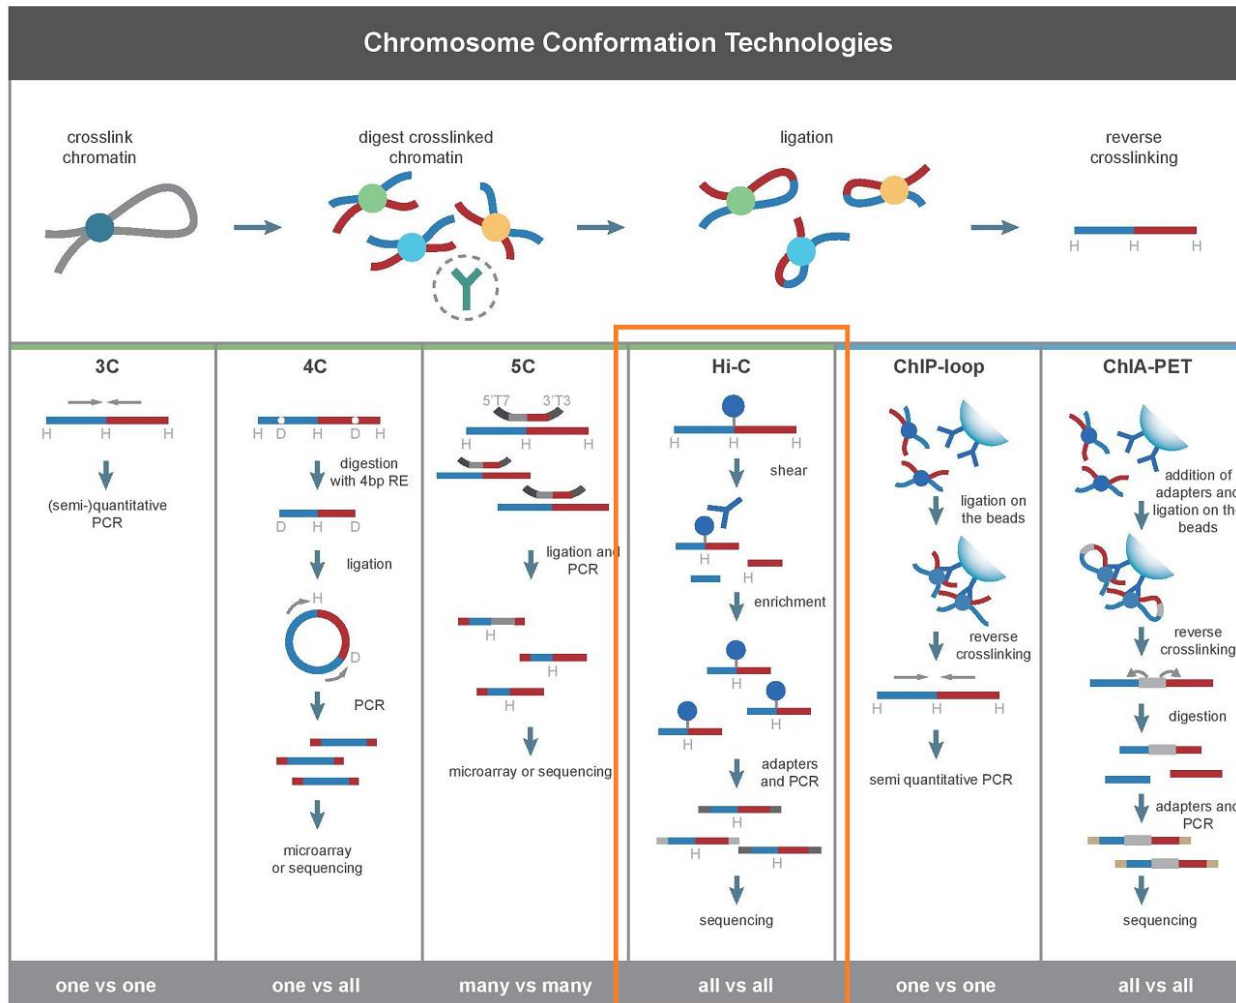 Chromosome Conformation Technologies
crosslink
chromatin
digest crosslinked
chromatin
ligation
reverse
crosslinking
H H H
3C
H H H
(semi-)quantitative
PCR
one vs one
4C
H D H D H
digestion
with 4bp RE
D H D
ligation
H
D
PCR
microarray
or sequencing
one vs all
5C
5'T7 3'T3
H H H
ligation and
PCR
H
H
H
microarray or sequencing
many vs many
Hi-C
H H H
shear
H
H
enrichment
H
H
H
adapters
and PCR
H
H
H
sequencing
all vs all
ChIP-loop
ligation on
the beads
reverse
crosslinking
H H H
semi quantitative PCR
one vs one
ChIA-PET
addition of
adapters and
ligation on the
beads
reverse
crosslinking
digestion
adapters and
PCR
sequencing
all vs all